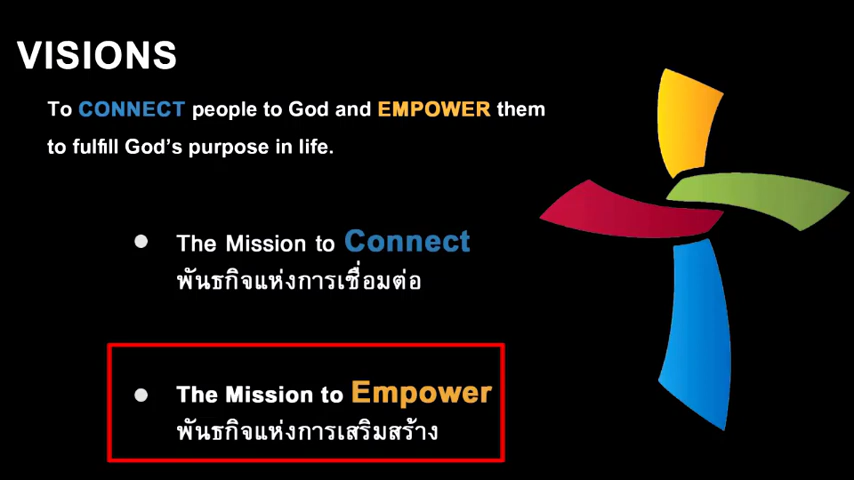 VISIONS
To CONNECT people to God and EMPOWER them
to fulfill God's purpose in life.
● The Mission to Connect
พันธกิจแห่งการเชื่อมต่อ
● The Mission to Empower
พันธกิจแห่งการเสริมสร้าง